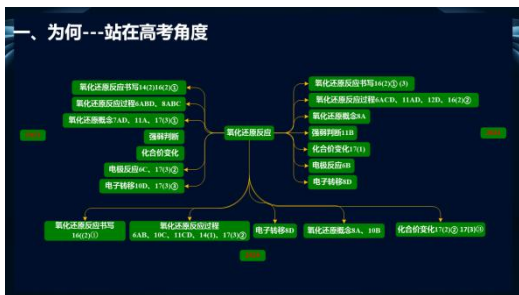 一、为何---站在高考角度
氧化还原反应书写14(2)16(2)①
氧化还原反应过程6ABD、8ABC
氧化还原概念7AD、11A、17(3)①
强弱判断
化合价变化
电极反应6C、17(3)②
电子转移10D、17(3)③
氧化还原反应
氧化还原反应书写16(2)① (3)
氧化还原反应过程6ACD、11AD、12D、16(2)②
氧化还原概念8A
强弱判断11B
化合价变化17(1)
电极反应6B
电子转移8D
氧化还原反应书写
16((2)①
氧化还原反应过程
6AB、10C、11CD、14(1)、17(3)②
电子转移8D
氧化还原概念8A、10B
化合价变化17(2)② 17(3)①